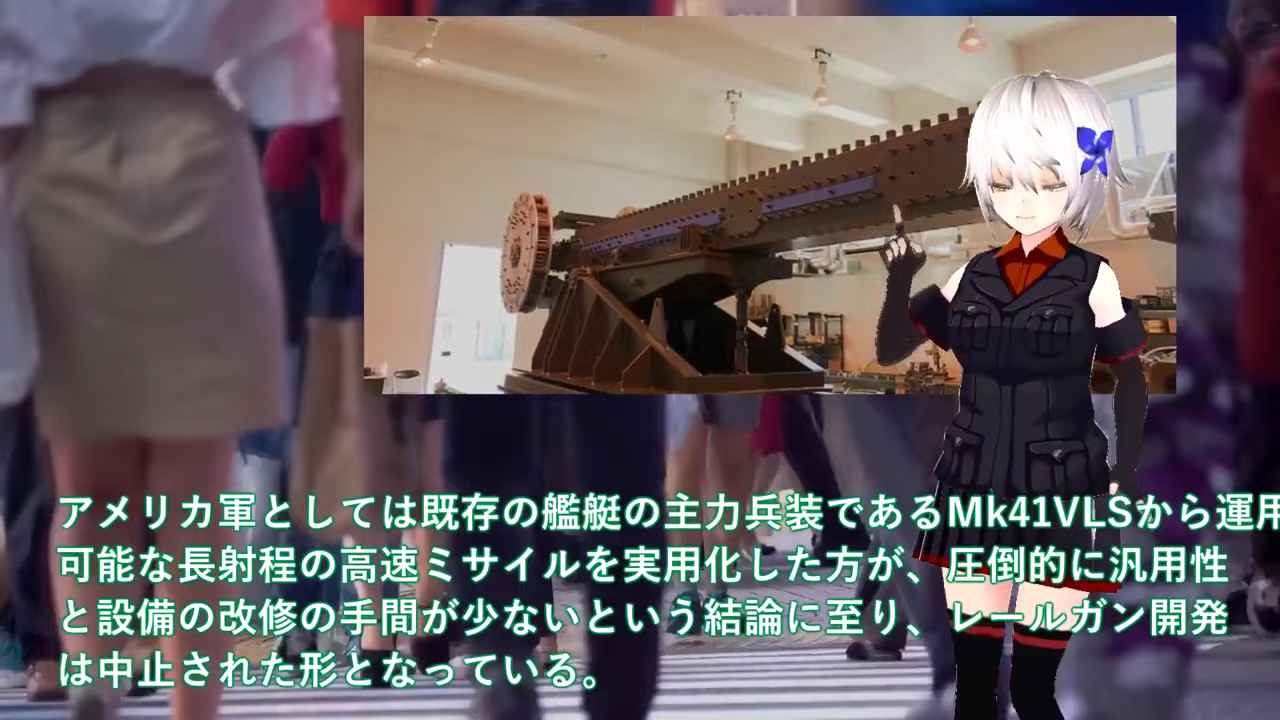 アメリカ軍としては既存の艦艇の主力兵装であるMk41VLSから運用
可能な長射程の高速ミサイルを実用化した方が、圧倒的に汎用性
と設備の改修の手間が少ないという結論に至り、レールガン開発
は中止された形となっている。